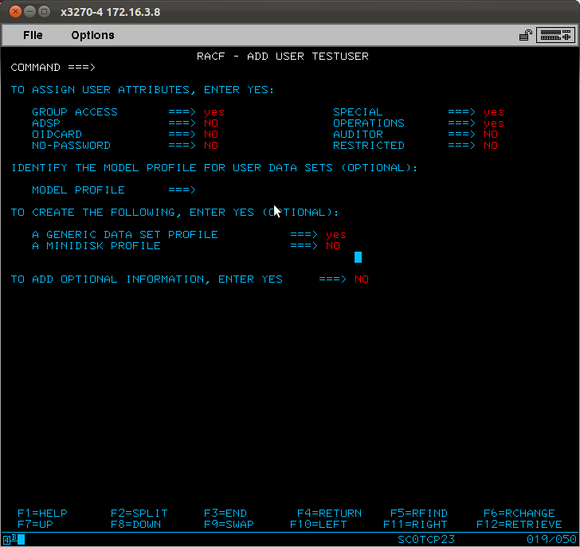 x3270-4 172.16.3.8
File Options
RACF - ADD USER TESTUSER
COMMAND ===>
TO ASSIGN USER ATTRIBUTES, ENTER YES:
GROUP ACCESS ===> yes SPECIAL ===> yes
ADSP ===> NO OPERATIONS ===> yes
OIDCARD ===> NO AUDITOR ===> NO
NO-PASSWORD ===> NO RESTRICTED ===> NO
IDENTIFY THE MODEL PROFILE FOR USER DATA SETS (OPTIONAL):
MODEL PROFILE ===>
TO CREATE THE FOLLOWING, ENTER YES (OPTIONAL):
A GENERIC DATA SET PROFILE ===> yes
A MINIDISK PROFILE ===> NO
TO ADD OPTIONAL INFORMATION, ENTER YES ===> NO
F1=HELP F2=SPLIT F3=END F4=RETURN F5=RFIND F6=RCHANGE
F7=UP F8=DOWN F9=SWAP F10=LEFT F11=RIGHT F12=RETRIEVE
4 SC0TCP23 019/050